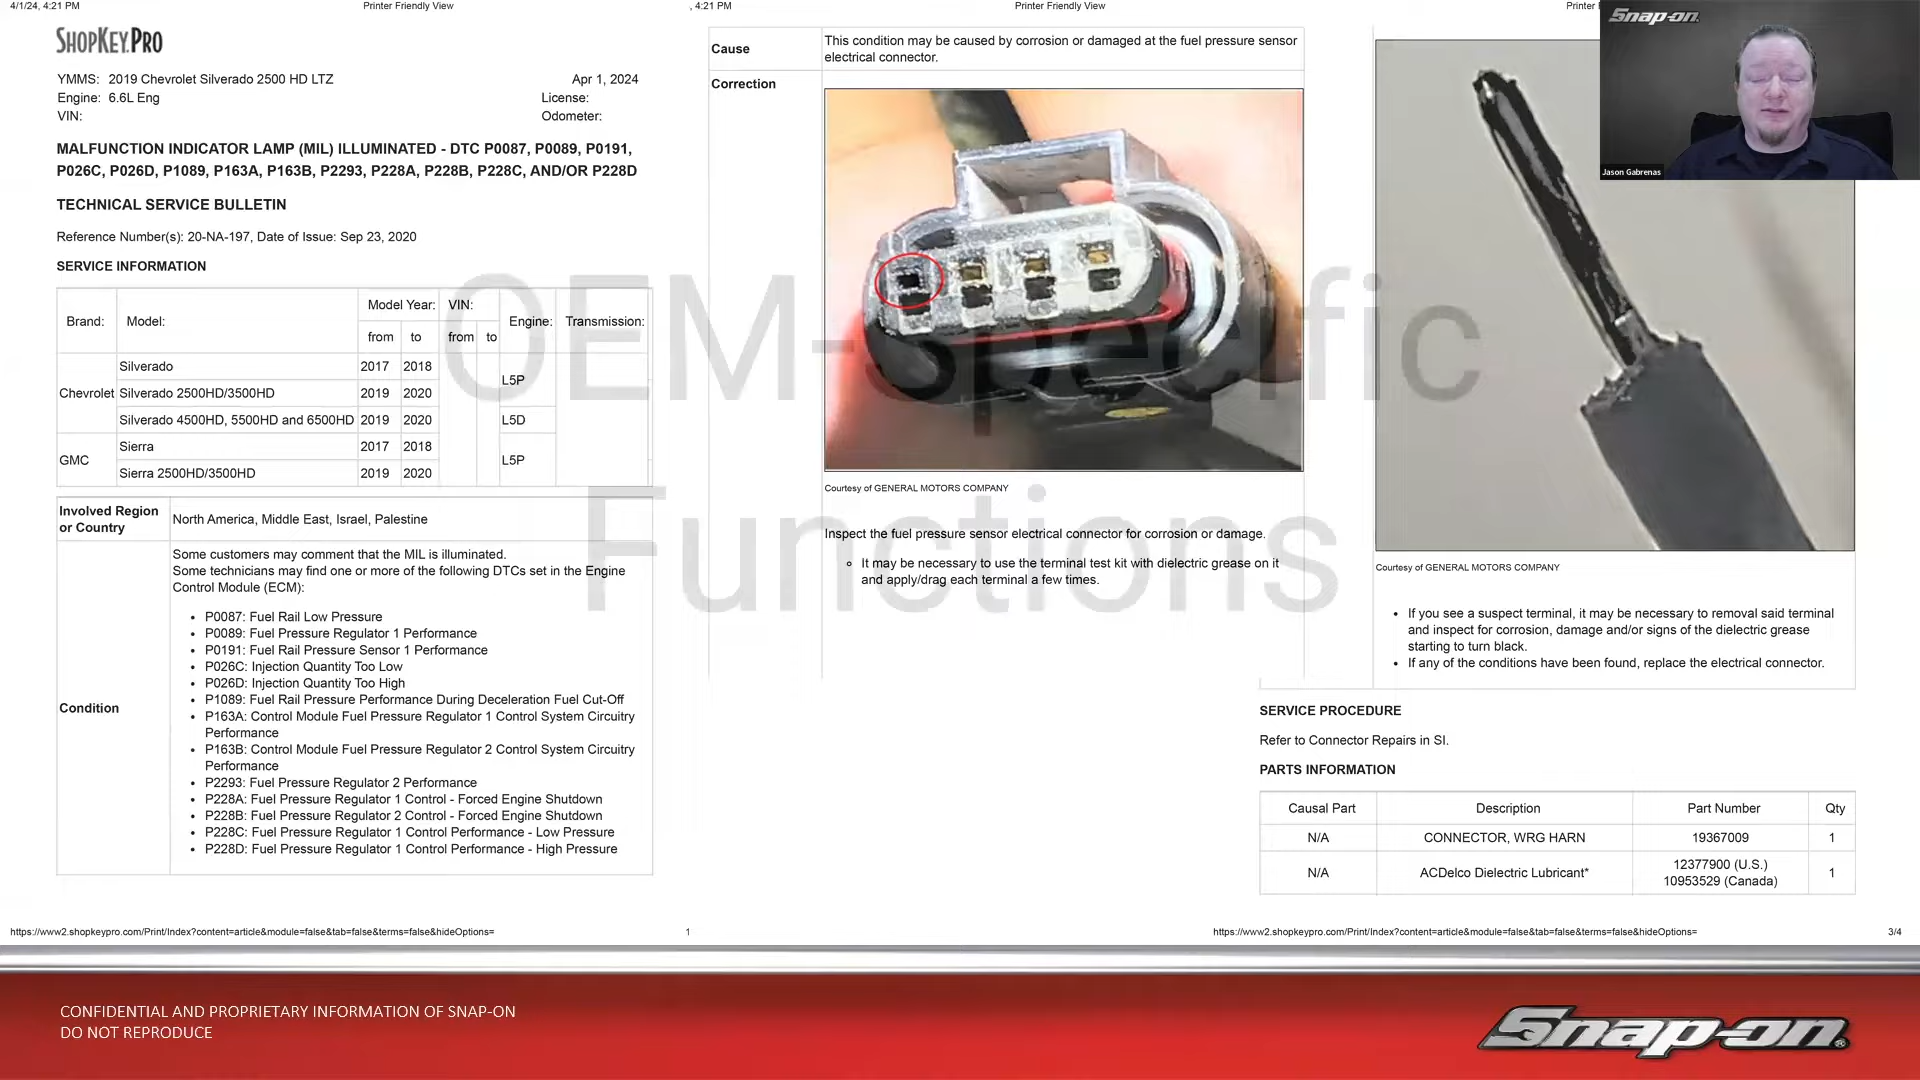 4/1/24, 4:21 PM
Printer Friendly View
SHOPKEY.PRO
YMMS: 2019 Chevrolet Silverado 2500 HD LTZ
Apr 1, 2024
Engine: 6.6L Eng
License:
VIN:
Odometer:
MALFUNCTION INDICATOR LAMP (MIL) ILLUMINATED - DTC P0087, P0089, P0191,
P026C, P026D, P1089, P163A, P163B, P2293, P228A, P228B, P228C, AND/OR P228D
TECHNICAL SERVICE BULLETIN
Reference Number(s): 20-NA-197, Date of Issue: Sep 23, 2020
SERVICE INFORMATION
Brand: Model: Model Year: VIN: Engine: Transmission:
from to from to
Silverado 2017 2018
L5P
Chevrolet Silverado 2500HD/3500HD 2019 2020
Silverado 4500HD, 5500HD and 6500HD 2019 2020 L5D
Sierra 2017 2018
GMC L5P
Sierra 2500HD/3500HD 2019 2020
Involved Region
or Country
North America, Middle East, Israel, Palestine
Condition
Some customers may comment that the MIL is illuminated.
Some technicians may find one or more of the following DTCs set in the Engine
Control Module (ECM):
• P0087: Fuel Rail Low Pressure
• P0089: Fuel Pressure Regulator 1 Performance
• P0191: Fuel Rail Pressure Sensor 1 Performance
• P026C: Injection Quantity Too Low
• P026D: Injection Quantity Too High
• P1089: Fuel Rail Pressure Performance During Deceleration Fuel Cut-Off
• P163A: Control Module Fuel Pressure Regulator 1 Control System Circuitry
Performance
• P163B: Control Module Fuel Pressure Regulator 2 Control System Circuitry
Performance
• P2293: Fuel Pressure Regulator 2 Performance
• P228A: Fuel Pressure Regulator 1 Control - Forced Engine Shutdown
• P228B: Fuel Pressure Regulator 2 Control - Forced Engine Shutdown
• P228C: Fuel Pressure Regulator 1 Control Performance - Low Pressure
• P228D: Fuel Pressure Regulator 1 Control Performance - High Pressure
https://www2.shopkeypro.com/Print/Index?content=article&module=false&tab=false&terms=false&hideOptions=
1
, 4:21 PM
Printer Friendly View
Cause
This condition may be caused by corrosion or damaged at the fuel pressure sensor
electrical connector.
Correction
Courtesy of GENERAL MOTORS COMPANY
Inspect the fuel pressure sensor electrical connector for corrosion or damage.
◦ It may be necessary to use the terminal test kit with dielectric grease on it
and apply/drag each terminal a few times.
OEM-specific
Functions
Printer
Snap-on
Jason Gabrenas
Courtesy of GENERAL MOTORS COMPANY
• If you see a suspect terminal, it may be necessary to removal said terminal
and inspect for corrosion, damage and/or signs of the dielectric grease
starting to turn black.
• If any of the conditions have been found, replace the electrical connector.
SERVICE PROCEDURE
Refer to Connector Repairs in SI.
PARTS INFORMATION
Causal Part Description Part Number Qty
N/A CONNECTOR, WRG HARN 19367009 1
N/A ACDelco Dielectric Lubricant* 12377900 (U.S.) 1
10953529 (Canada)
https://www2.shopkeypro.com/Print/Index?content=article&module=false&tab=false&terms=false&hideOptions=
3/4
CONFIDENTIAL AND PROPRIETARY INFORMATION OF SNAP-ON
DO NOT REPRODUCE
Snap-on®